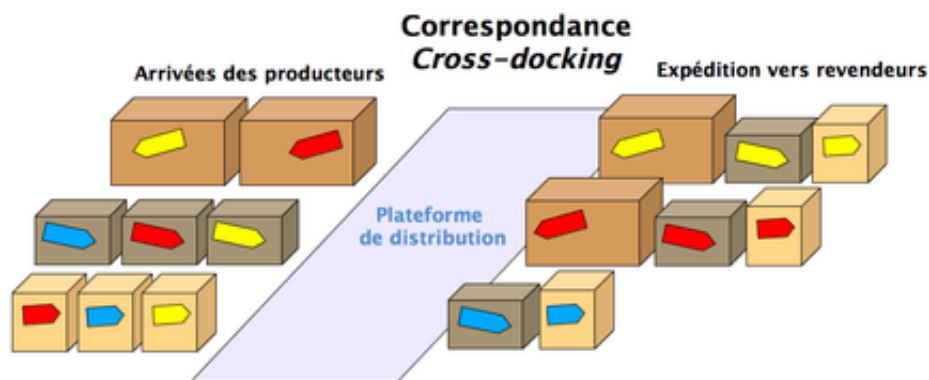 Correspondance
Cross-docking
Arrivées des producteurs
Expédition vers revendeurs
Plateforme
de distribution